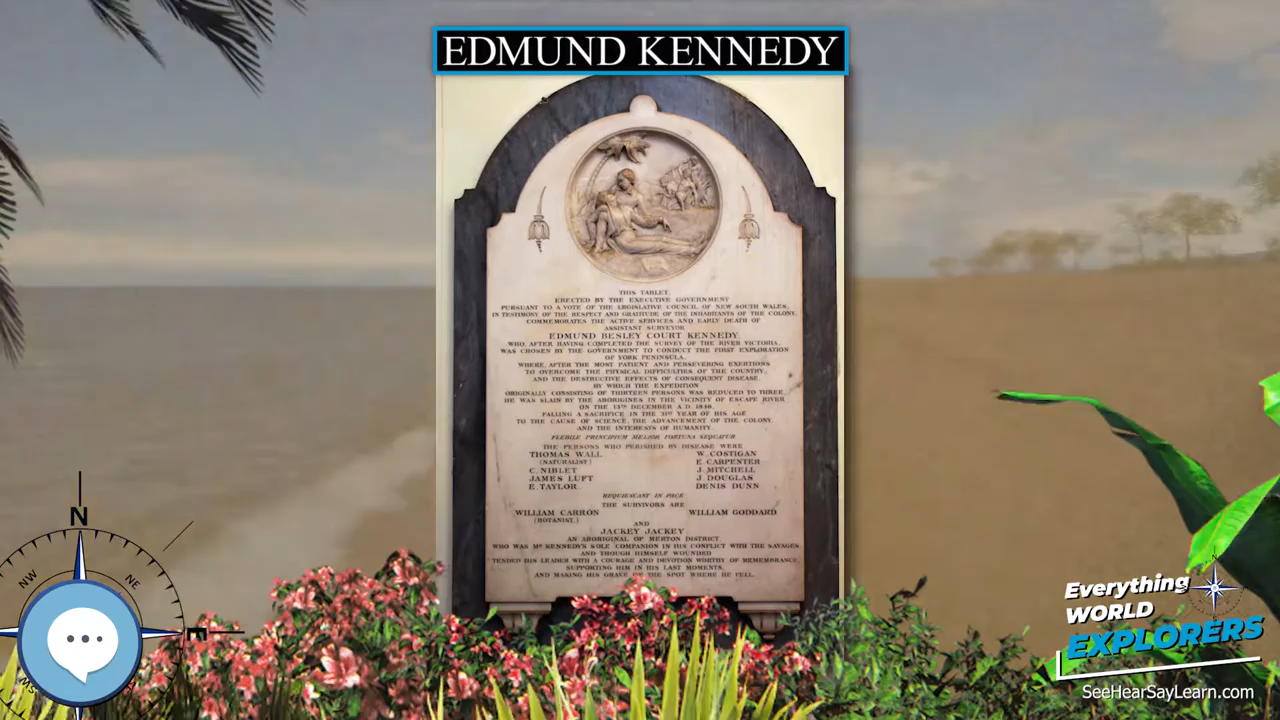 EDMUND KENNEDY
THIS TABLET,
ERECTED BY THE EXECUTIVE GOVERNMENT
PURSUANT TO A VOTE OF THE LEGISLATIVE COUNCIL OF NEW SOUTH WALES,
IN TESTIMONY OF THE RESPECT AND GRATITUDE OF THE INHABITANTS OF THE COLONY,
COMMEMORATES THE ACTIVE SERVICES AND EARLY DEATH OF
ASSISTANT SURVEYOR
EDMUND BESLEY COURT KENNEDY
WHO, AFTER HAVING COMPLETED THE SURVEY OF THE RIVER VICTORIA,
WAS CHOSEN BY THE GOVERNMENT TO CONDUCT THE FIRST EXPLORATION
OF YORK PENINSULA,
WHERE, AFTER THE MOST PATIENT AND PERSEVERING EXERTIONS
TO OVERCOME THE PHYSICAL DIFFICULTIES OF THE COUNTRY,
AND THE DESTRUCTIVE EFFECTS OF CONSEQUENT DISEASE,
BY WHICH THE EXPEDITION
ORIGINALLY CONSISTING OF THIRTEEN PERSONS WAS REDUCED TO THREE,
HE WAS SLAIN BY THE ABORIGINES IN THE VICINITY OF ESCAPE RIVER
ON THE 13TH DECEMBER A.D. 1848.
FALLING A SACRIFICE IN THE 31ST YEAR OF HIS AGE
TO THE CAUSE OF SCIENCE, THE ADVANCEMENT OF THE COLONY,
AND THE INTERESTS OF HUMANITY.
FLEBILE PRINCIPIUM MELIOR FORTUNA SEQUATUR
THE PERSONS WHO PERISHED BY DISEASE WERE
THOMAS WALL W. COSTIGAN
(NATURALIST) E. CARPENTER
C. NIBLET J. MITCHELL
JAMES LUFT J. DOUGLAS
E. TAYLOR DENIS DUNN
REQUIESCANT IN PACE
THE SURVIVORS ARE
WILLIAM CARRON WILLIAM GODDARD
(BOTANIST.)
AND
JACKEY JACKEY
AN ABORIGINAL OF MERTON DISTRICT,
WHO WAS MR KENNEDY'S SOLE COMPANION IN HIS CONFLICT WITH THE SAVAGES
AND THOUGH HIMSELF WOUNDED
TENDED HIS LEADER WITH A COURAGE AND DEVOTION WORTHY OF REMEMBRANCE,
SUPPORTING HIM IN HIS LAST MOMENTS,
AND MAKING HIS GRAVE ON THE SPOT WHERE HE FELL.
N
NW NE
E
Everything
WORLD
EXPLORERS
SeeHearSayLearn.com